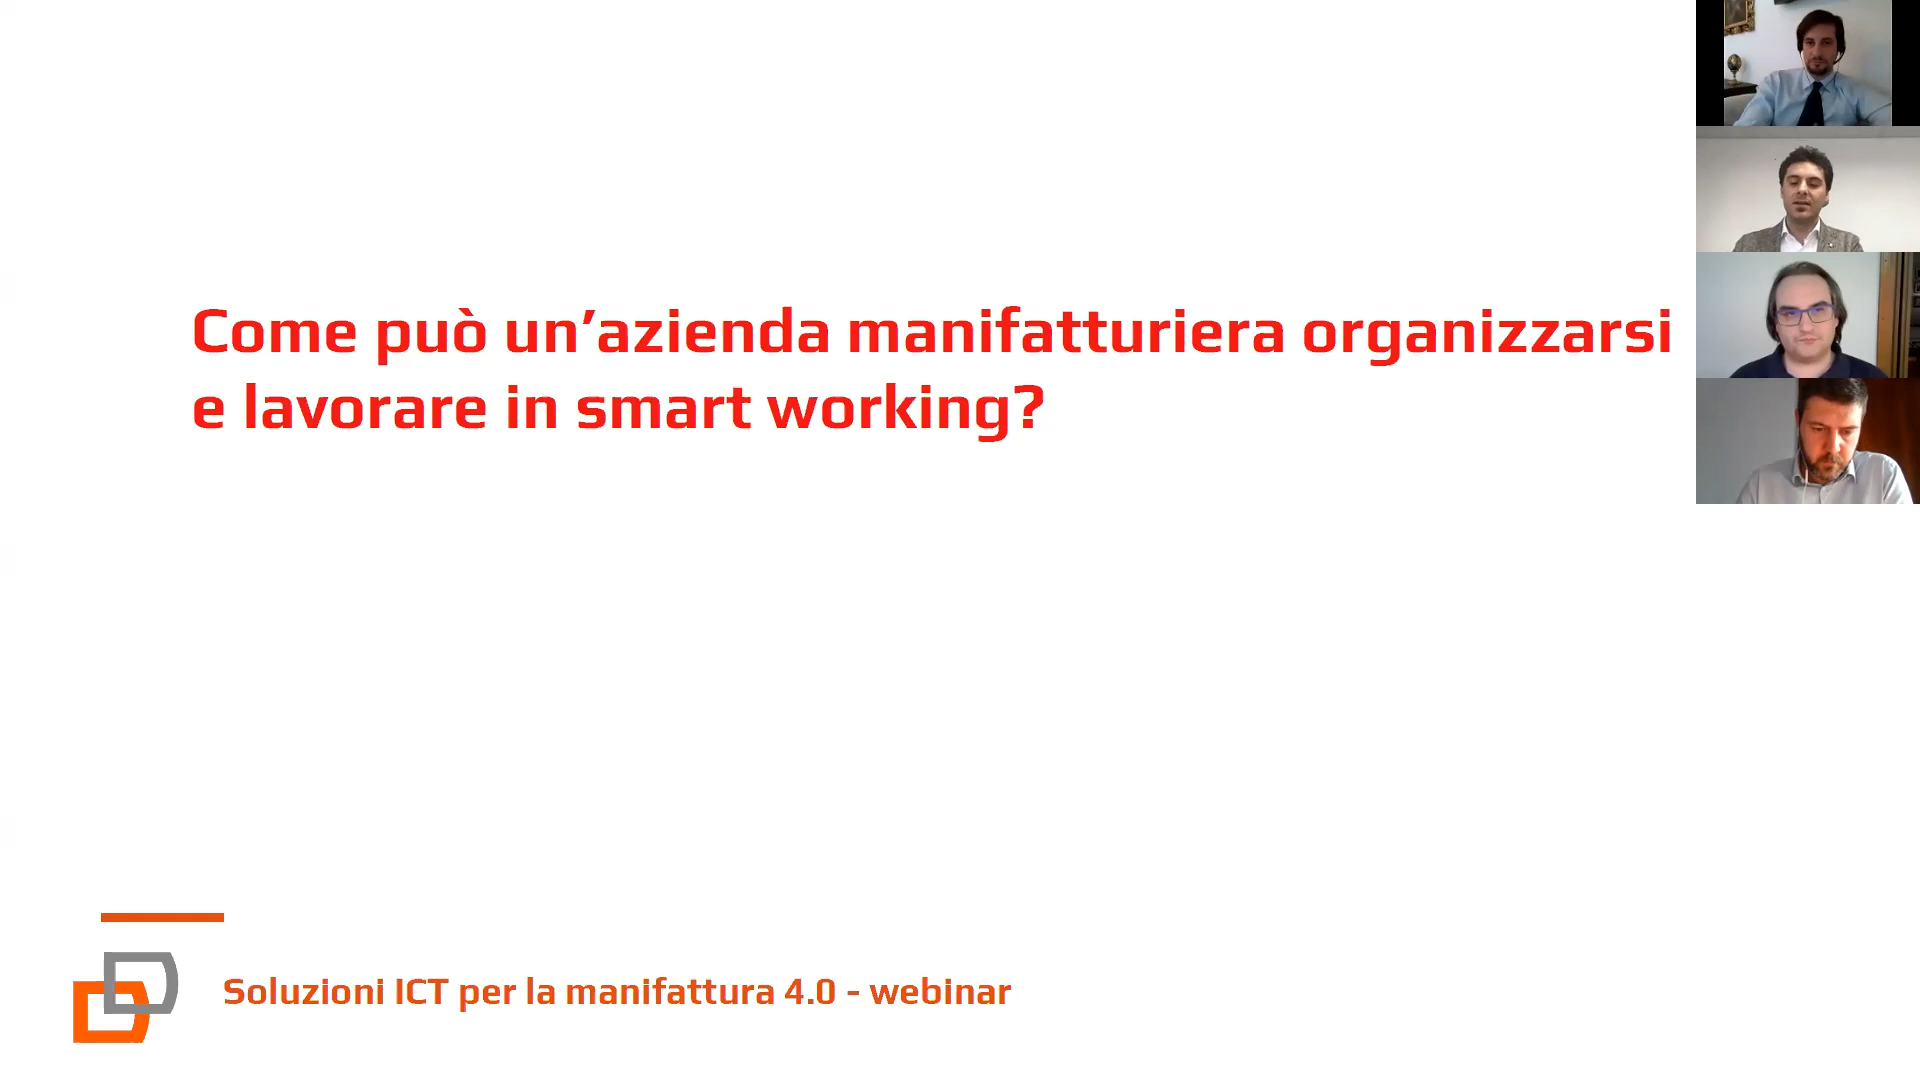 Come può un’azienda manifatturiera organizzarsi
e lavorare in smart working?
Soluzioni ICT per la manifattura 4.0 - webinar